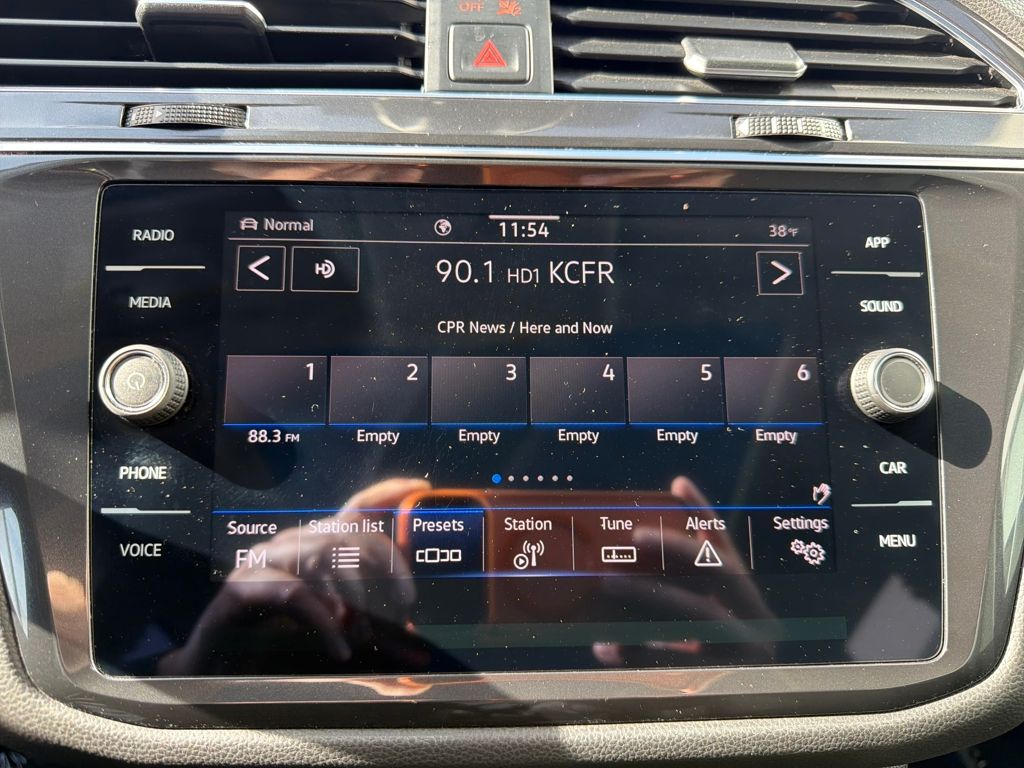 OFF
RADIO
MEDIA
PHONE
VOICE
Normal
11:54
38°F
HD
90.1 HD1 KCFR
CPR News / Here and Now
1 2 3 4 5 6
88.3 FM Empty Empty Empty Empty Empty
Source Station list Presets Station Tune Alerts Settings
FM
APP
SOUND
CAR
MENU